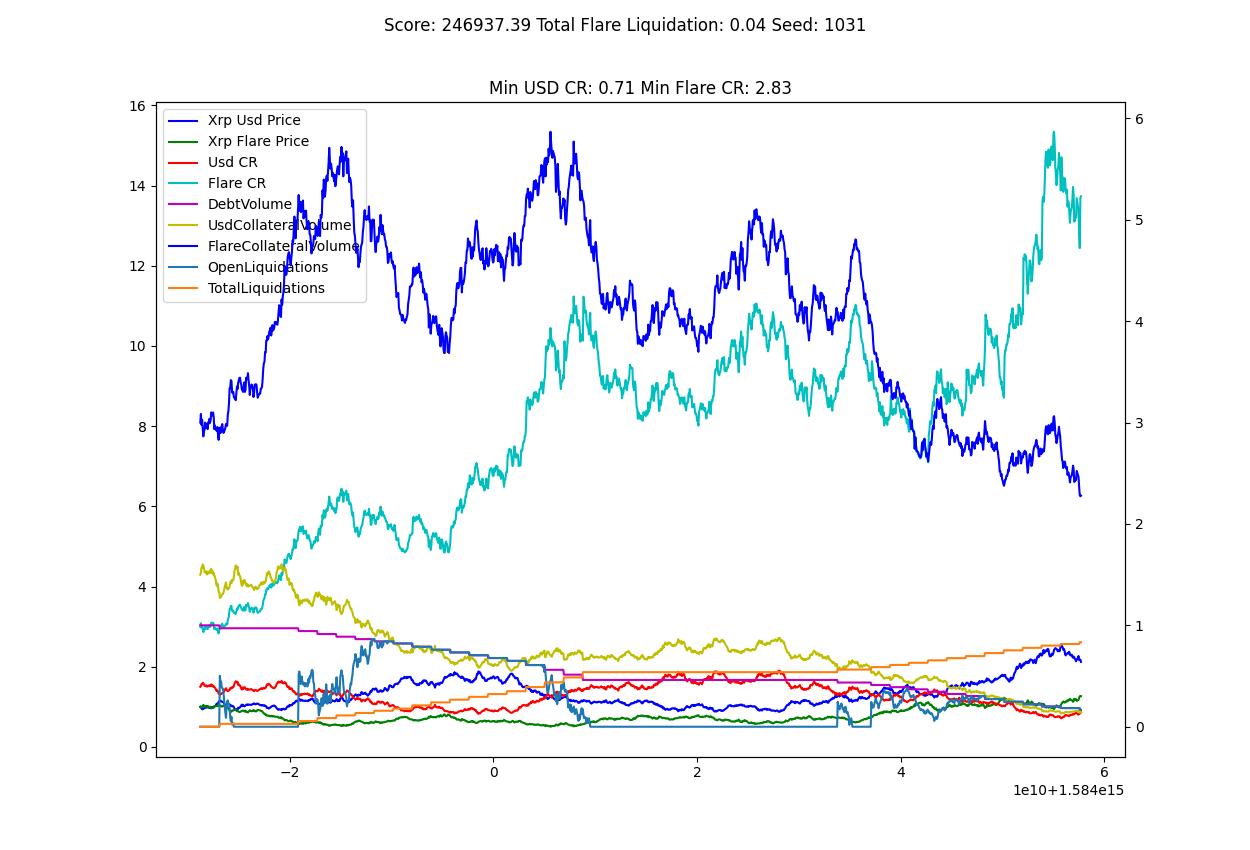 Score: 246937.39 Total Flare Liquidation: 0.04 Seed: 1031
Min USD CR: 0.71 Min Flare CR: 2.83
Xrp Usd Price
Xrp Flare Price
Usd CR
Flare CR
DebtVolume
UsdCollateralVolume
FlareCollateralVolume
OpenLiquidations
TotalLiquidations
16
14
12
10
8
6
4
2
0
6
5
4
3
2
1
0
−2
0
2
4
6
1e10+1.584e15